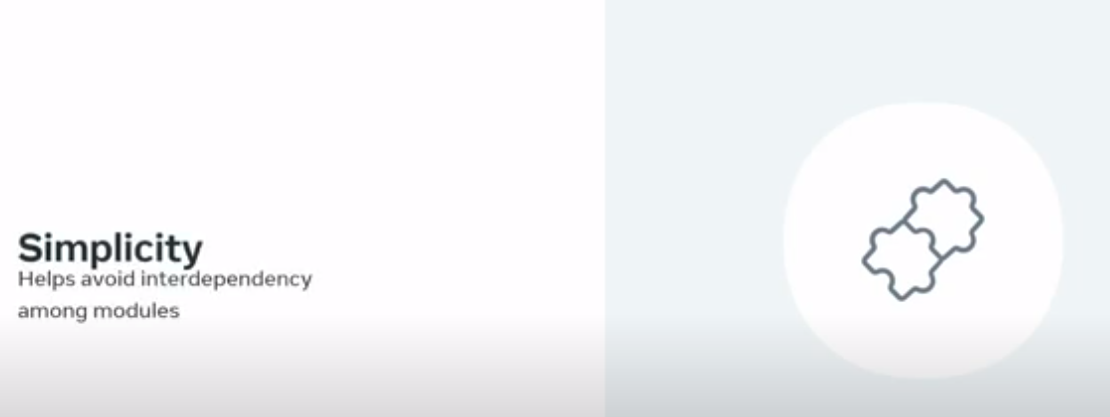 Simplicity
Helps avoid interdependency
among modules